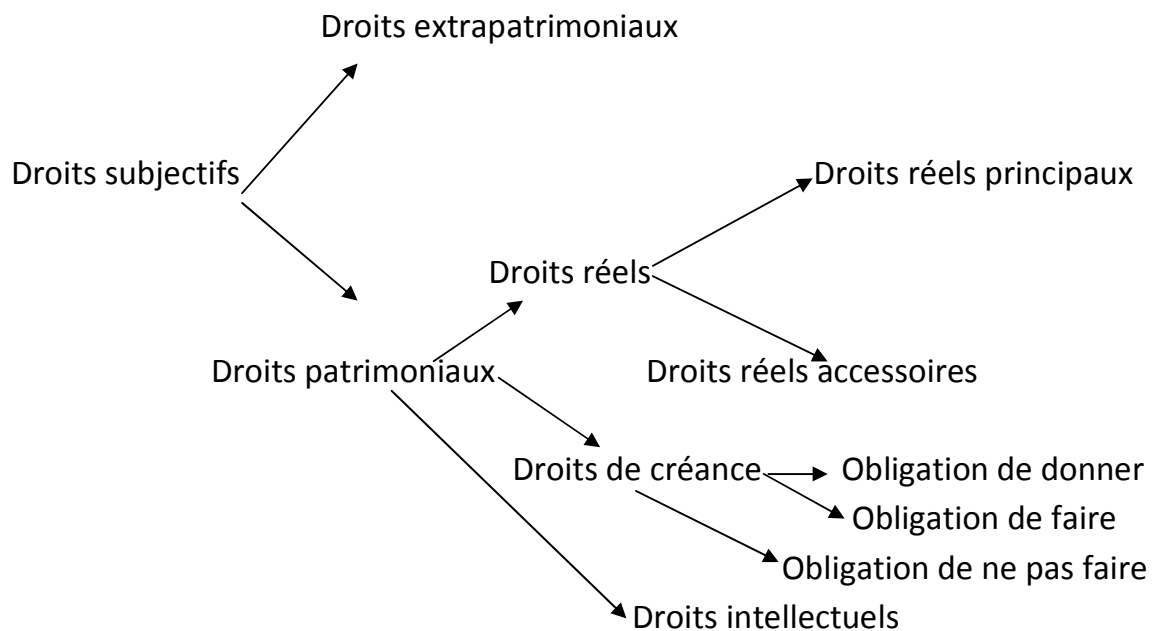 Droits extrapatrimoniaux
Droits subjectifs
Droits réels principaux
Droits réels
Droits patrimoniaux
Droits réels accessoires
Droits de créance
Obligation de donner
Obligation de faire
Obligation de ne pas faire
Droits intellectuels